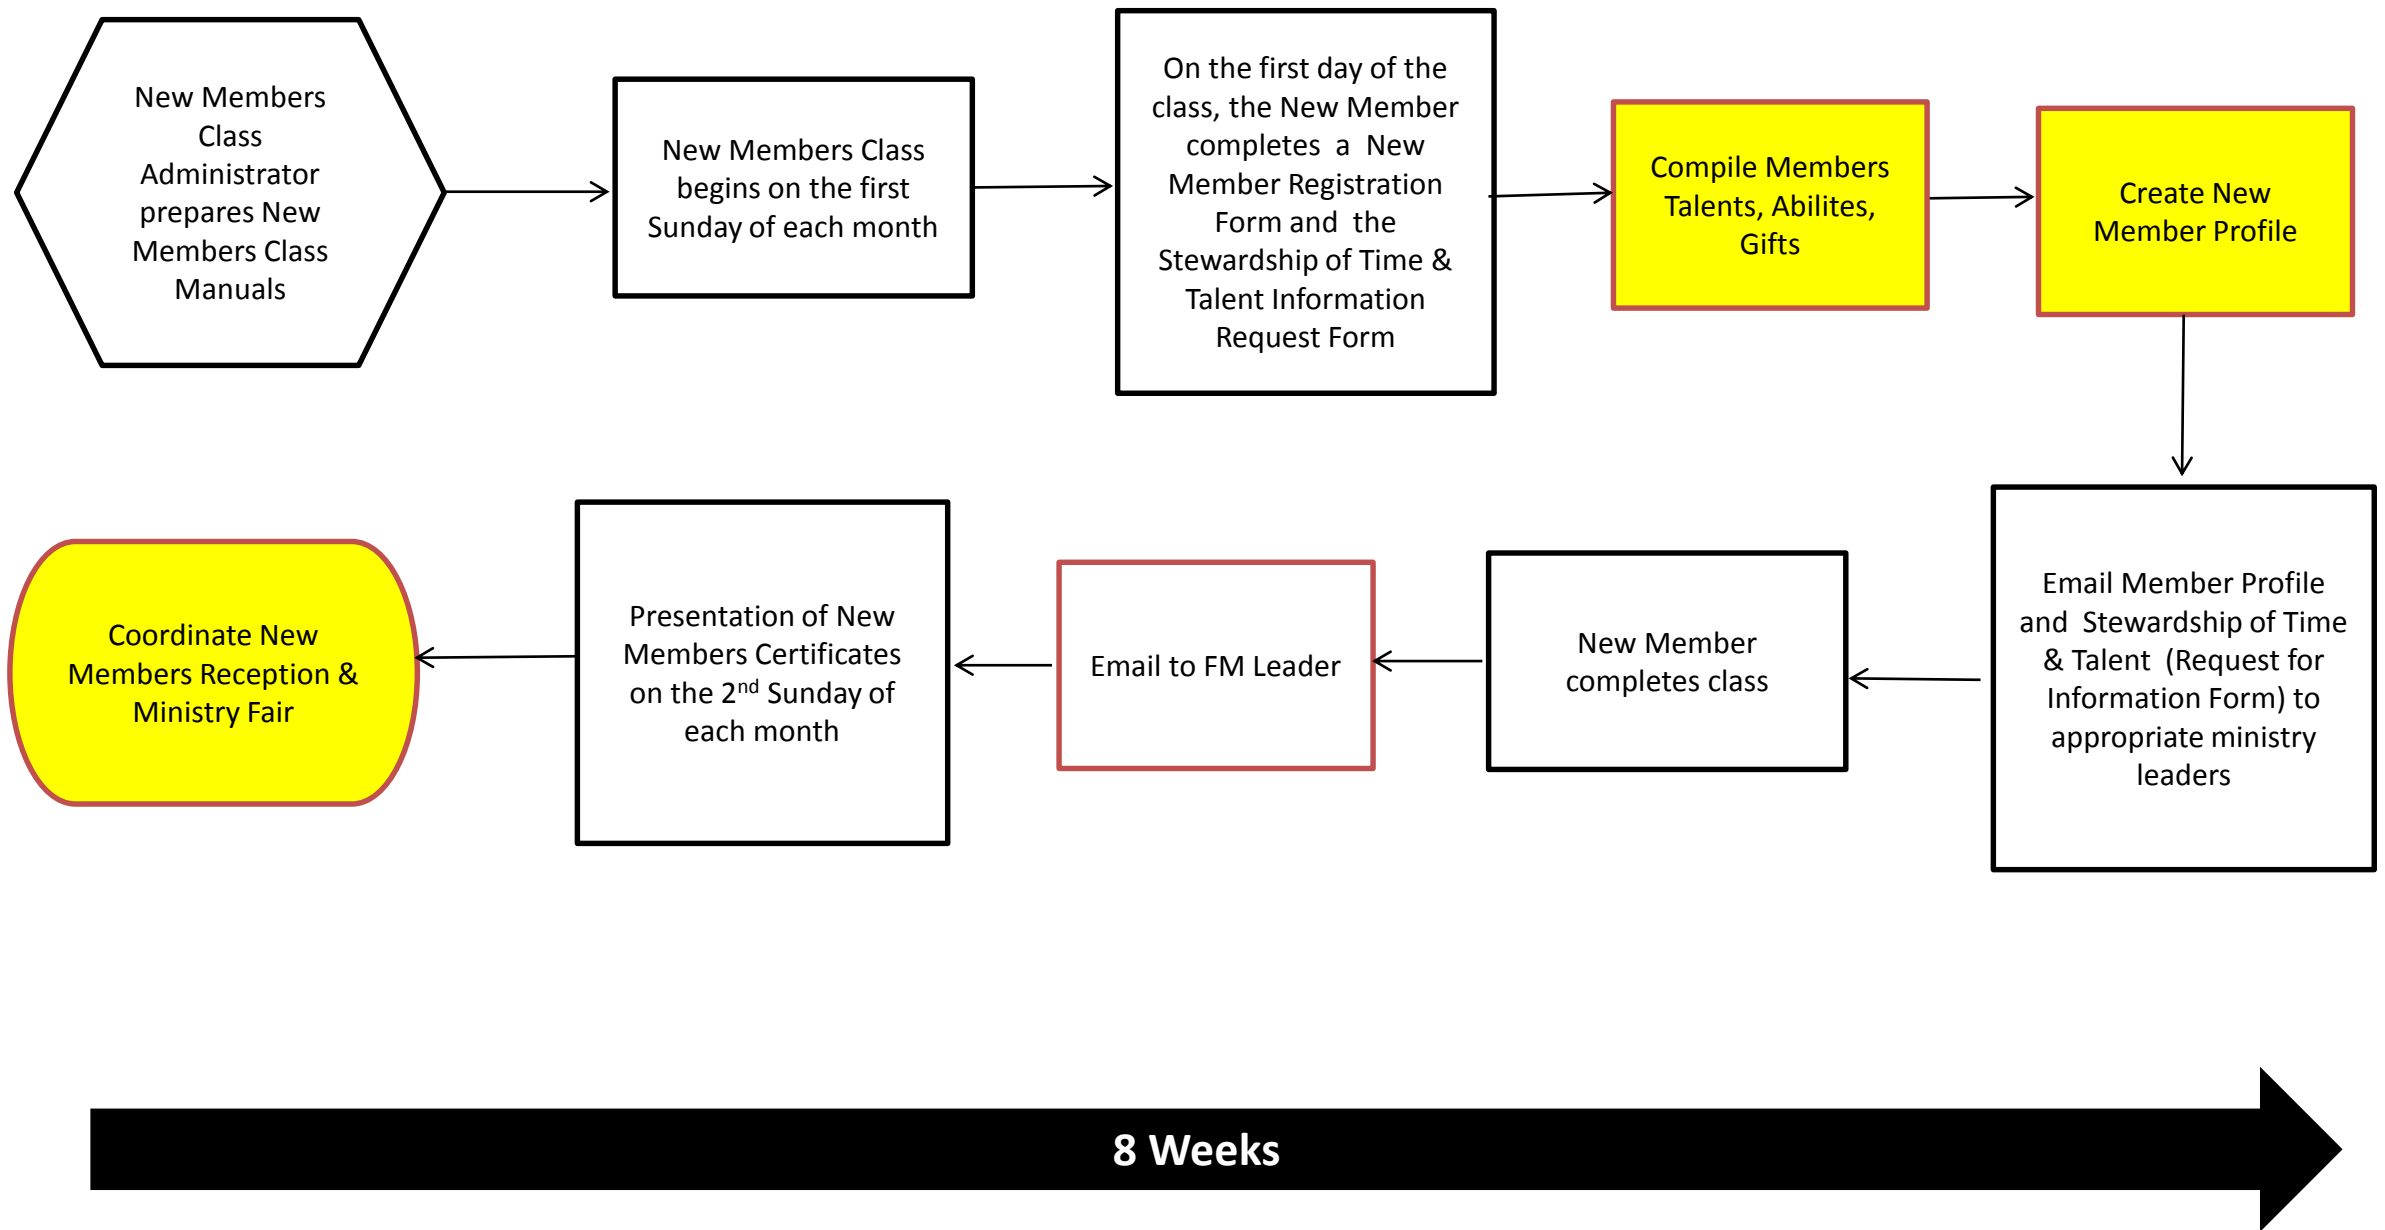 New Members
Class
Administrator
prepares New
Members Class
Manuals
New Members Class
begins on the first
Sunday of each month
On the first day of the
class, the New Member
completes a New
Member Registration
Form and the
Stewardship of Time &
Talent Information
Request Form
Compile Members
Talents, Abilites,
Gifts
Create New
Member Profile
Email Member Profile
and Stewardship of Time
& Talent (Request for
Information Form) to
appropriate ministry
leaders
New Member
completes class
Email to FM Leader
Presentation of New
Members Certificates
on the 2nd Sunday of
each month
Coordinate New
Members Reception &
Ministry Fair
8 Weeks